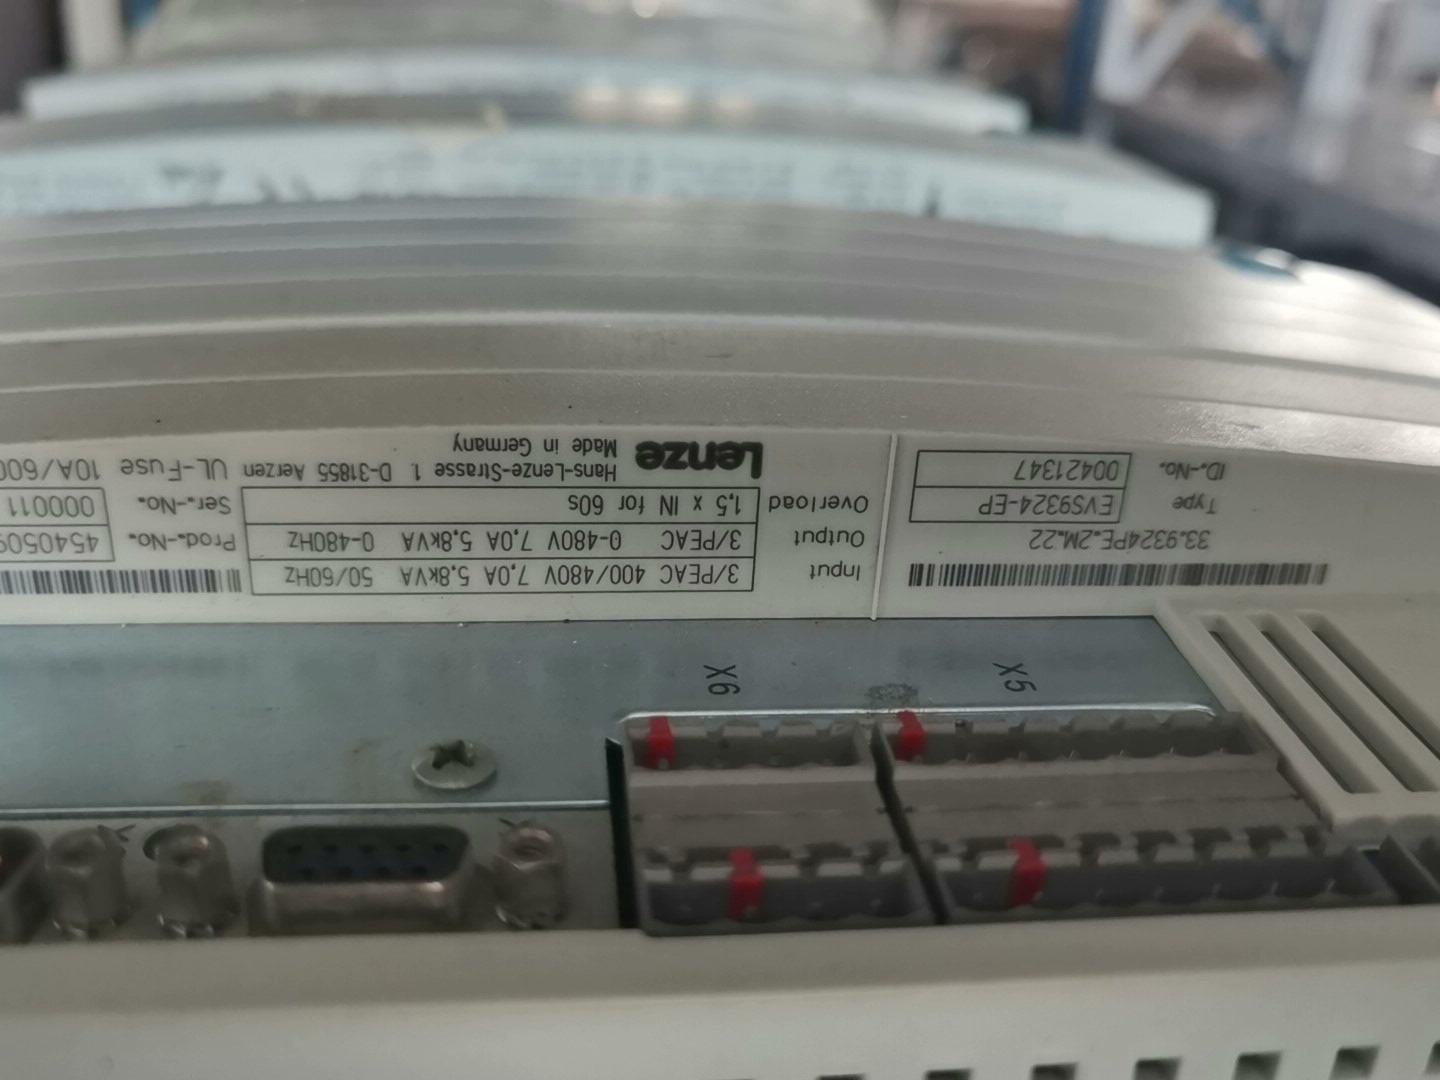 33.9324PE.2M.22
Type EVS9324-EP
ID.-No. 00421347
Input 3/PEAC 400/480V 7,0A 5,8kVA 50/60Hz
Output 3/PEAC 0-480V 7,0A 5,8kVA 0-480Hz
Overload 1,5 x IN for 60s
Lenze
Hans-Lenze-Strasse 1 D-31855 Aerzen
Made in Germany
Prod.-No. 4540509
Ser.-No. 000011
UL-Fuse 10A/600
X5
X6